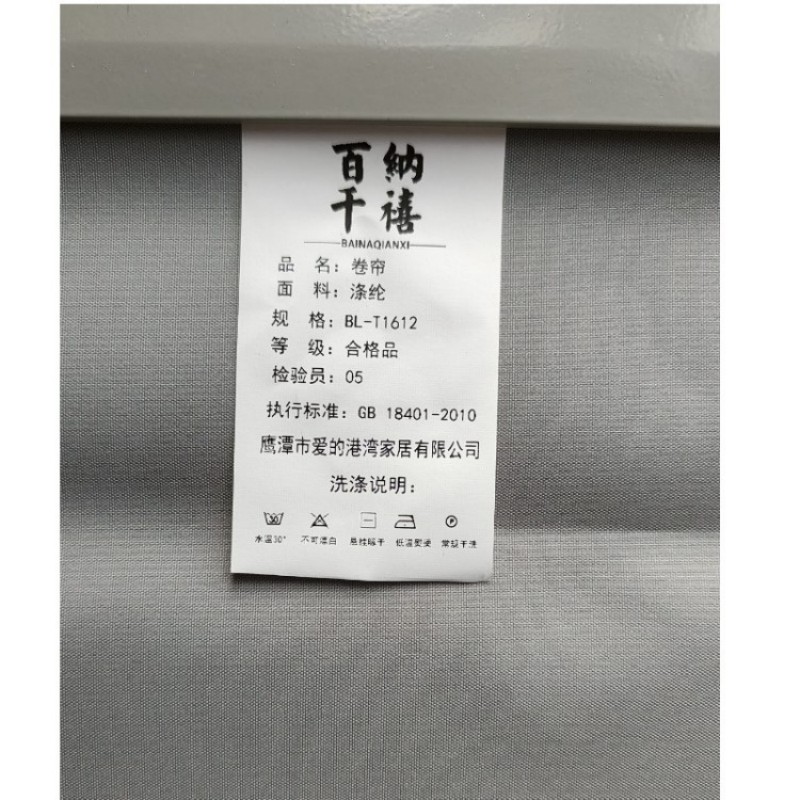 百納
千禧
BAINAQIANXI
品 名：卷帘
面 料：涤纶
规 格：BL-T1612
等 级：合格品
检验员：05
执行标准：GB 18401-2010
鹰潭市爱的港湾家居有限公司
洗涤说明：
30
P
水温30° 不可漂白 悬挂晾干 低温熨烫 常规干洗